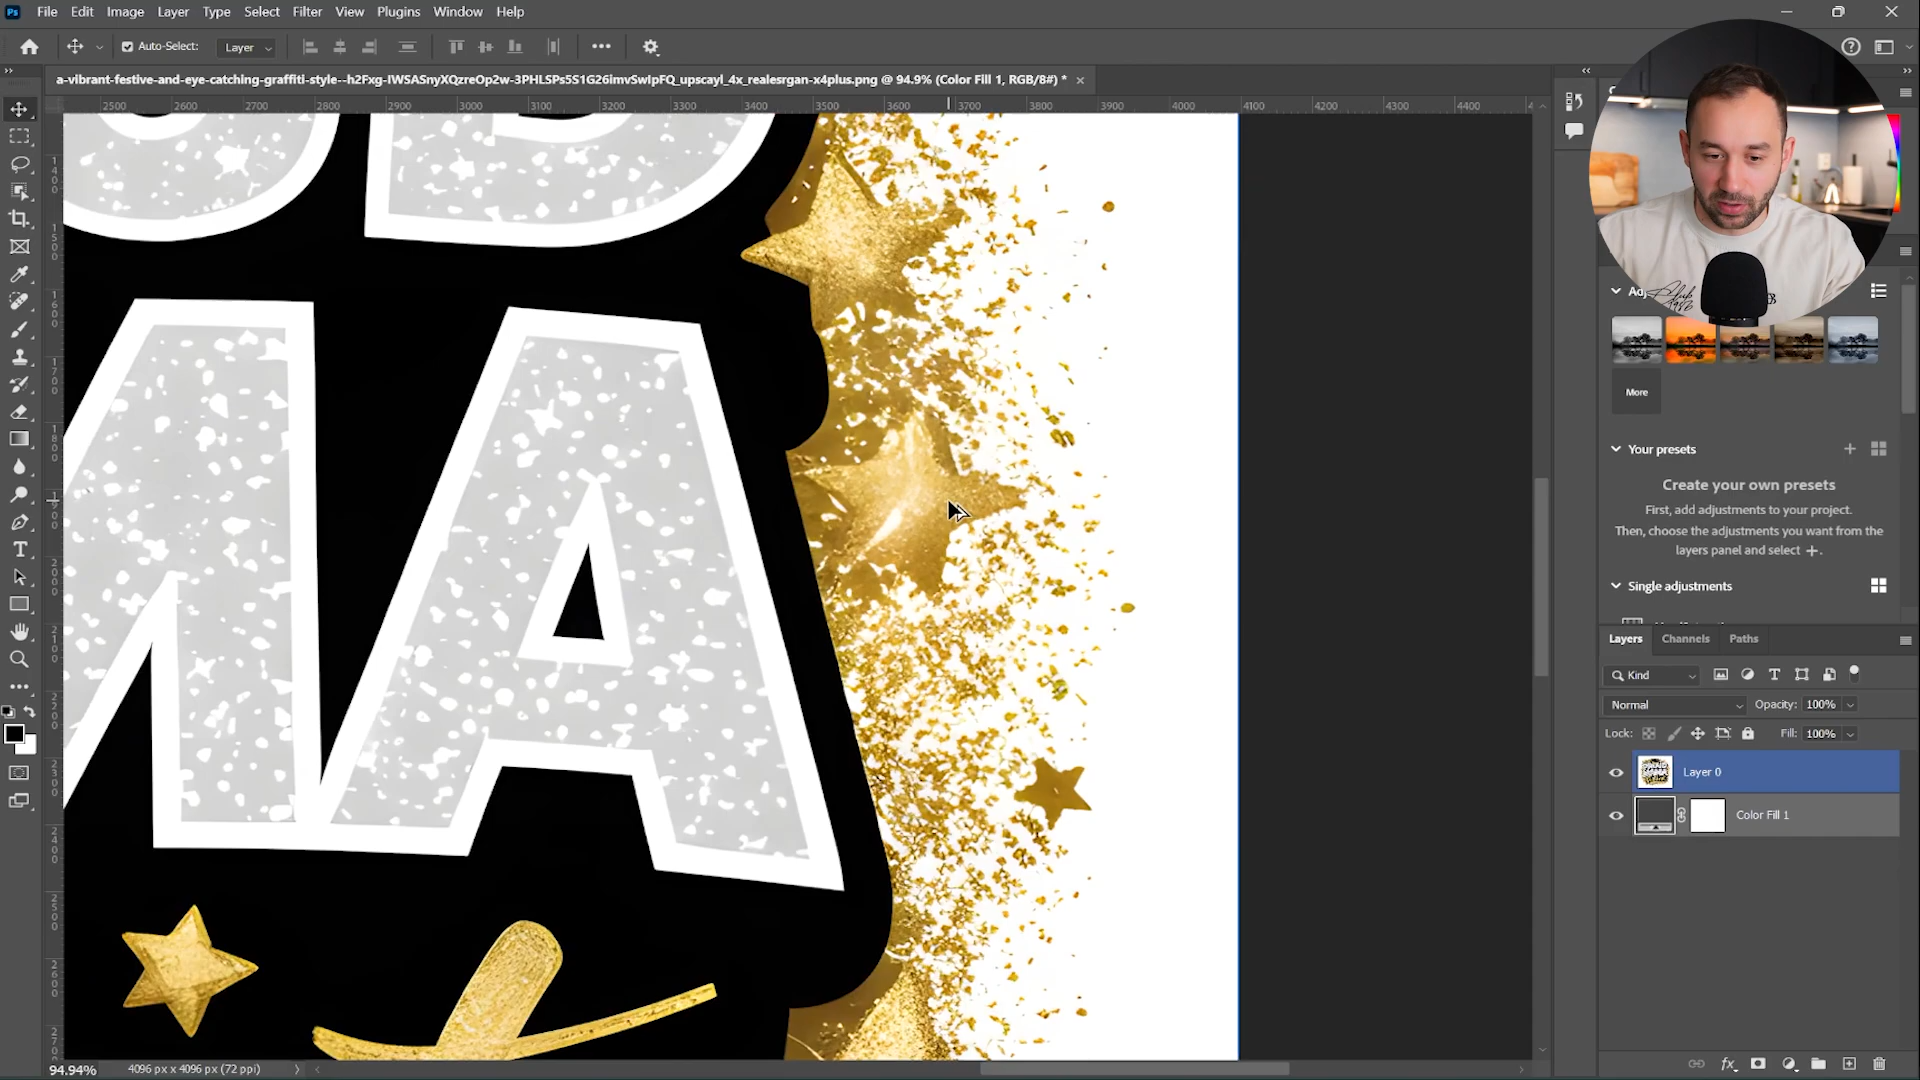 Ps File Edit Image Layer Type Select Filter View Plugins Window Help
Auto-Select: Layer
a-vibrant-festive-and-eye-catching-graffiti-style--h2Fxg-IWSASnyXQzreOp2w-3PHLSPs5S1G26imvSwIpFQ_upscayl_4x_realesrgan-x4plus.png @ 94.9% (Color Fill 1, RGB/8#) *
2500 2600 2700 2800 2900 3000 3100 3200 3300 3400 3500 3600 3700 3800 3900 4000 4100 4200 4300 4400
MA
More
Your presets
Create your own presets
First, add adjustments to your project.
Then, choose the adjustments you want from the
layers panel and select +.
Single adjustments
Layers Channels Paths
Kind
Normal Opacity: 100%
Lock: Fill: 100%
Layer 0
Color Fill 1
94.94% 4096 px x 4096 px (72 ppi)